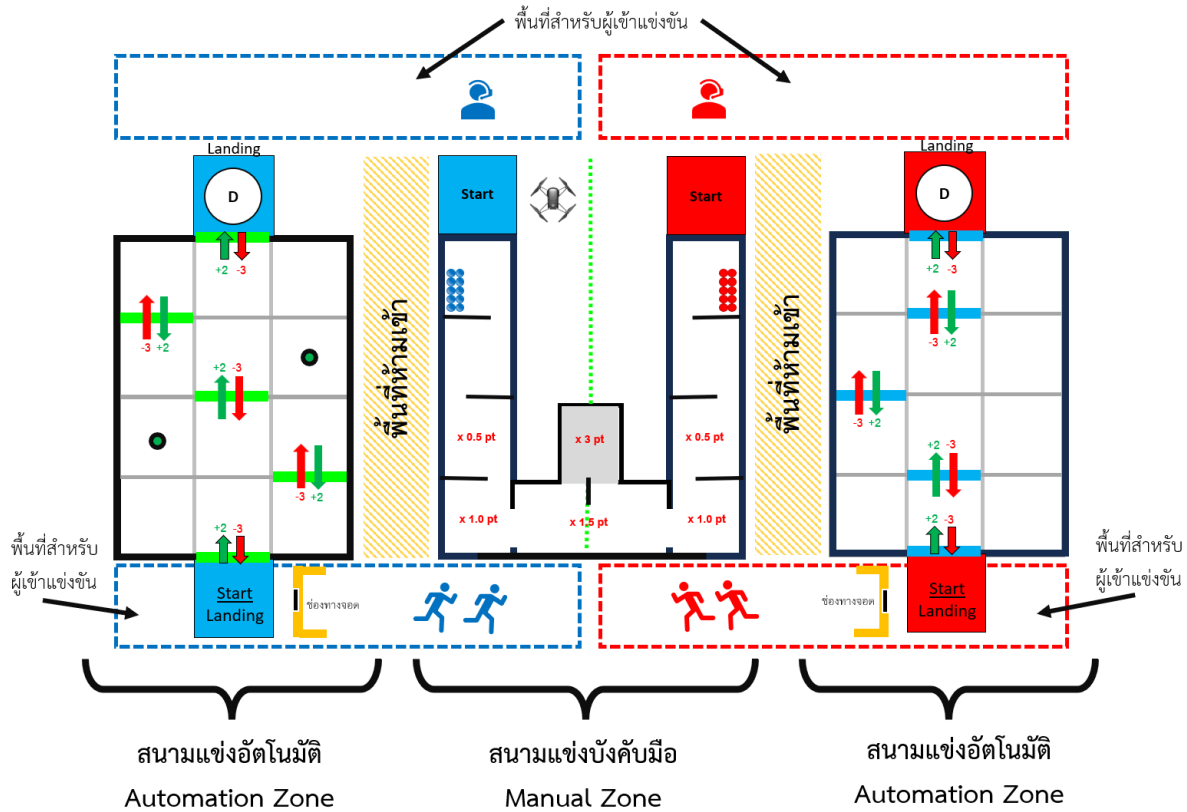 พื้นที่สำหรับผู้เข้าแข่งขัน
Landing
D
Start
Start
Landing
D
+2 -3
+2 -3
-3 +2
-3 +2
+2 -3
-3 +2
-3 +2
+2 -3
x 0.5 pt
x 3 pt
x 0.5 pt
x 1.0 pt
x 1.5 pt
x 1.0 pt
+2 -3
+2 -3
พื้นที่ห้ามเข้า
พื้นที่ห้ามเข้า
พื้นที่สำหรับ
ผู้เข้าแข่งขัน
Start
Landing
ช่องทางจอด
ช่องทางจอด
Start
Landing
พื้นที่สำหรับ
ผู้เข้าแข่งขัน
สนามแข่งอัตโนมัติ
Automation Zone
สนามแข่งบังคับมือ
Manual Zone
สนามแข่งอัตโนมัติ
Automation Zone